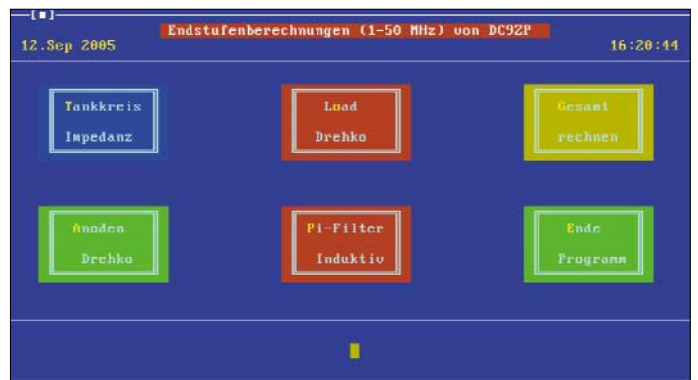 [■]
Endstufenberechnungen (1-50 MHz) von DC9ZP
12.Sep 2005
16:20:44
Tankkreis
Impedanz
Load
Drehko
Gesamt
rechnen
Anoden
Drehko
Pi-Filter
Induktiv
Ende
Programm